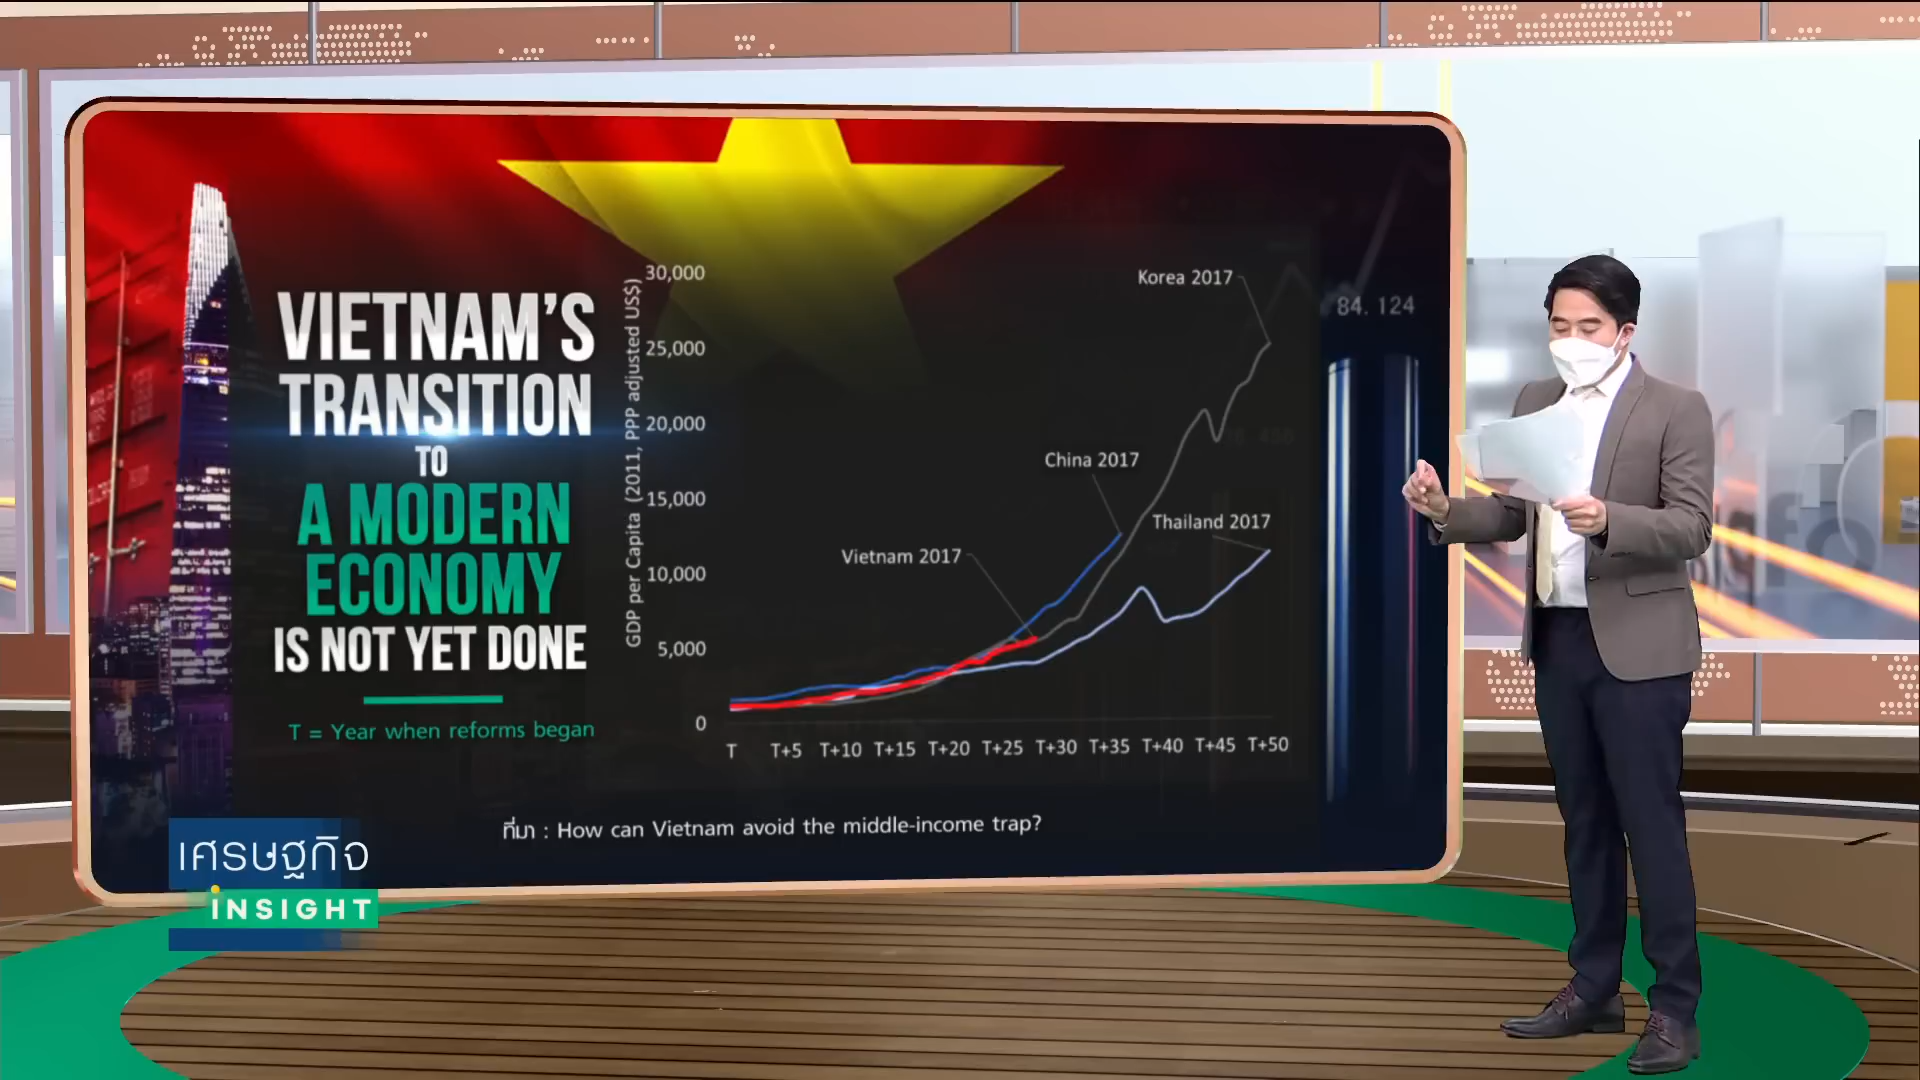 VIETNAM'S
TRANSITION
TO
A MODERN
ECONOMY
IS NOT YET DONE
T = Year when reforms began
GDP per Capita (2011, PPP adjusted US$)
30,000
25,000
20,000
15,000
10,000
5,000
0
T T+5 T+10 T+15 T+20 T+25 T+30 T+35 T+40 T+45 T+50
Korea 2017
China 2017
Thailand 2017
Vietnam 2017
84.124
ที่มา : How can Vietnam avoid the middle-income trap?
เศรษฐกิจ
INSIGHT